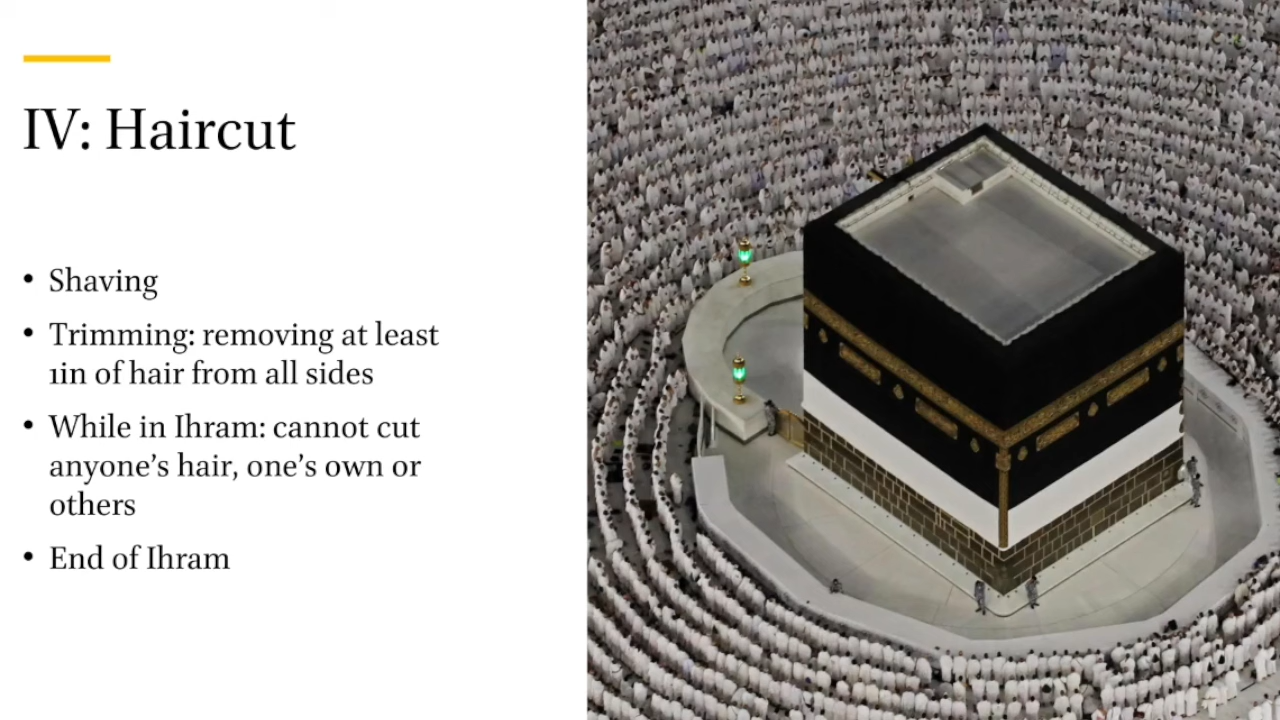 IV: Haircut
• Shaving
• Trimming: removing at least
1in of hair from all sides
• While in Ihram: cannot cut
anyone’s hair, one’s own or
others
• End of Ihram